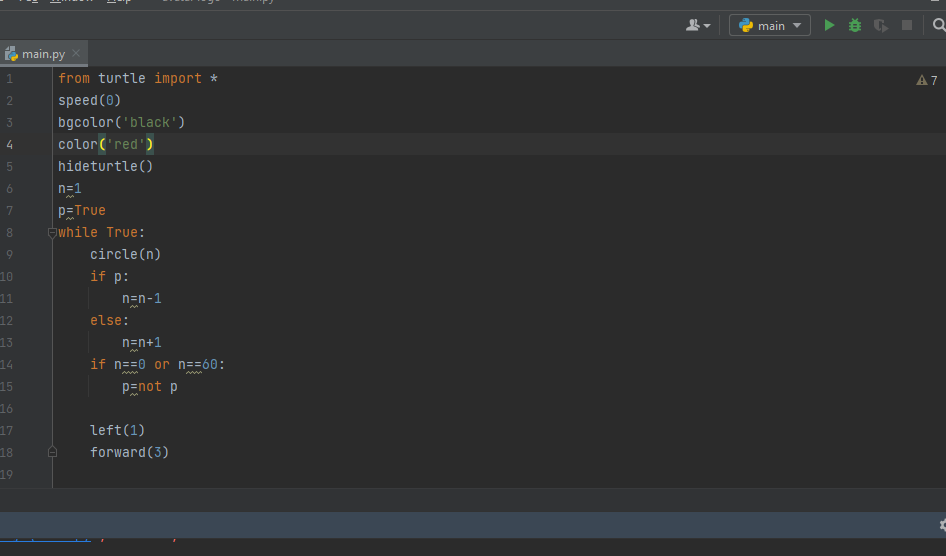 main
main.py
7
1 from turtle import *
2 speed(0)
3 bgcolor('black')
4 color('red')
5 hideturtle()
6 n=1
7 p=True
8 while True:
9     circle(n)
10     if p:
11         n=n-1
12     else:
13         n=n+1
14     if n==0 or n==60:
15         p=not p
16
17     left(1)
18     forward(3)
19